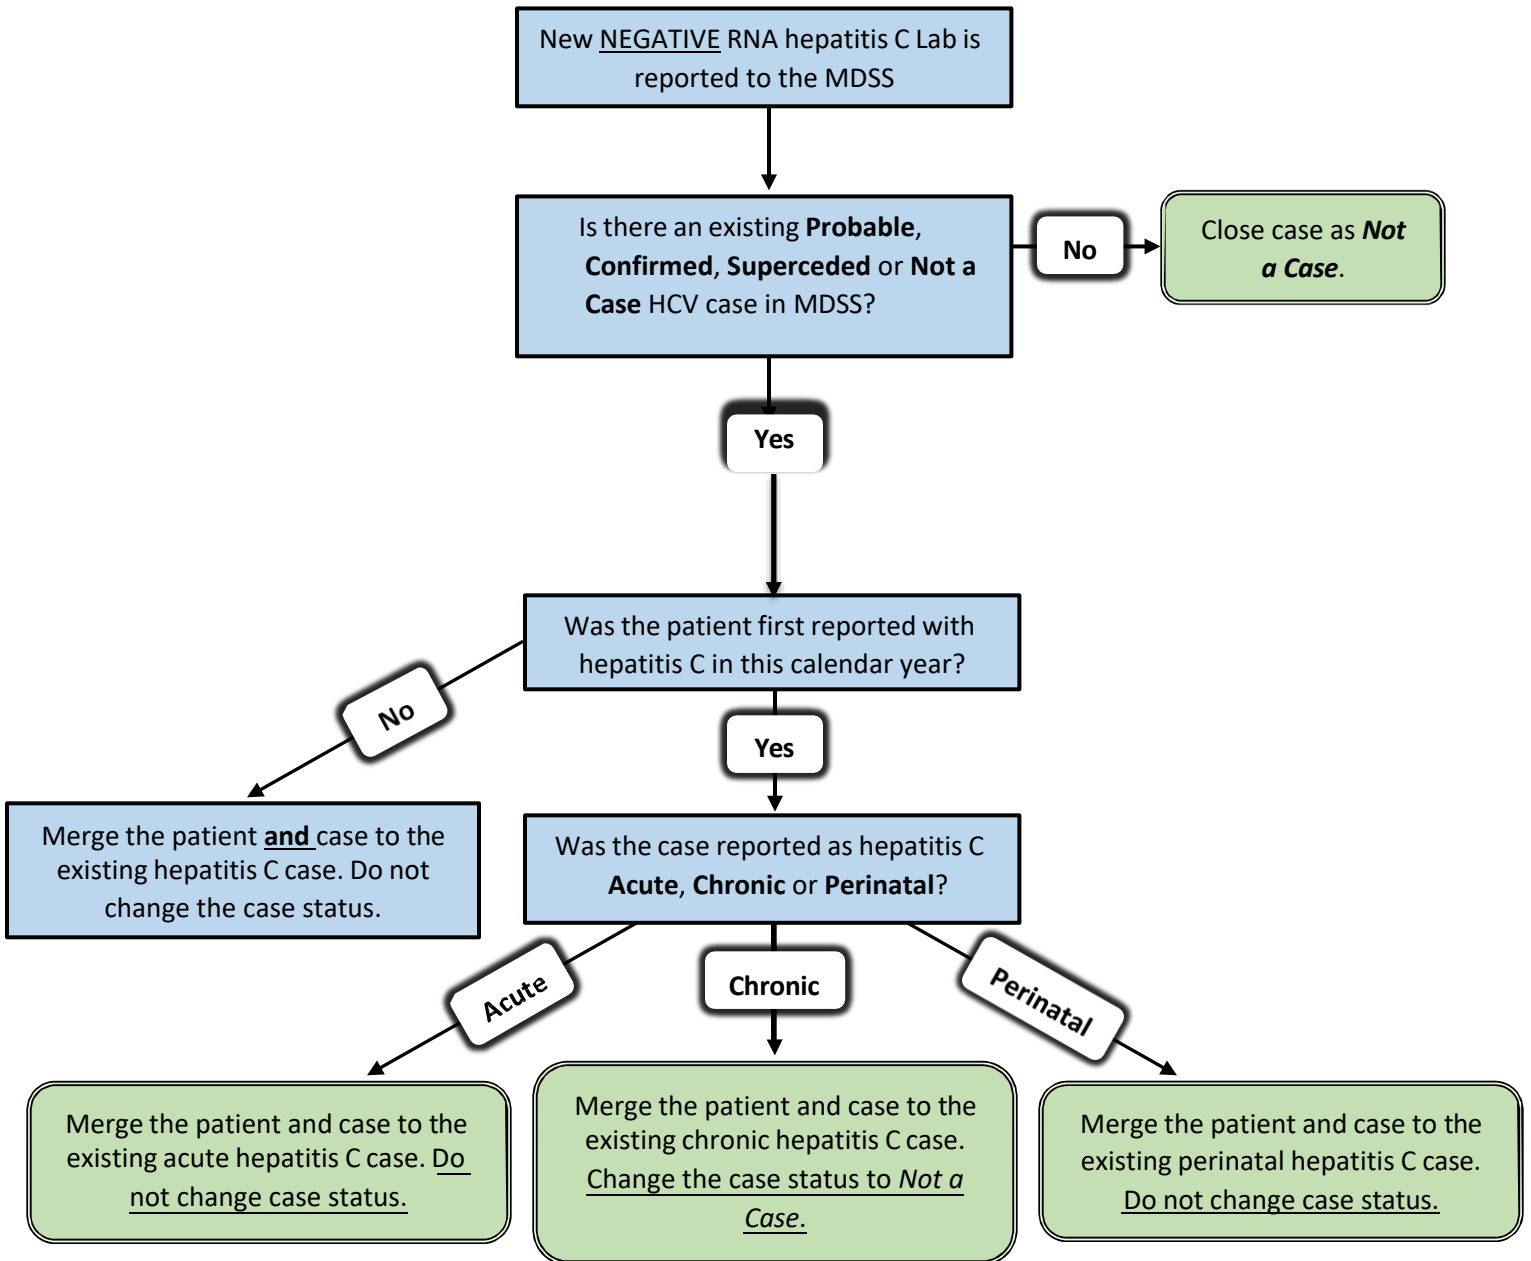 New NEGATIVE RNA hepatitis C Lab is
reported to the MDSS
Is there an existing Probable,
Confirmed, Superceded or Not a
Case HCV case in MDSS?
No
Close case as Not
a Case.
Yes
Was the patient first reported with
hepatitis C in this calendar year?
No
Yes
Merge the patient and case to the
existing hepatitis C case. Do not
change the case status.
Was the case reported as hepatitis C
Acute, Chronic or Perinatal?
Acute
Chronic
Perinatal
Merge the patient and case to the
existing acute hepatitis C case. Do
not change case status.
Merge the patient and case to the
existing chronic hepatitis C case.
Change the case status to Not a
Case.
Merge the patient and case to the
existing perinatal hepatitis C case.
Do not change case status.